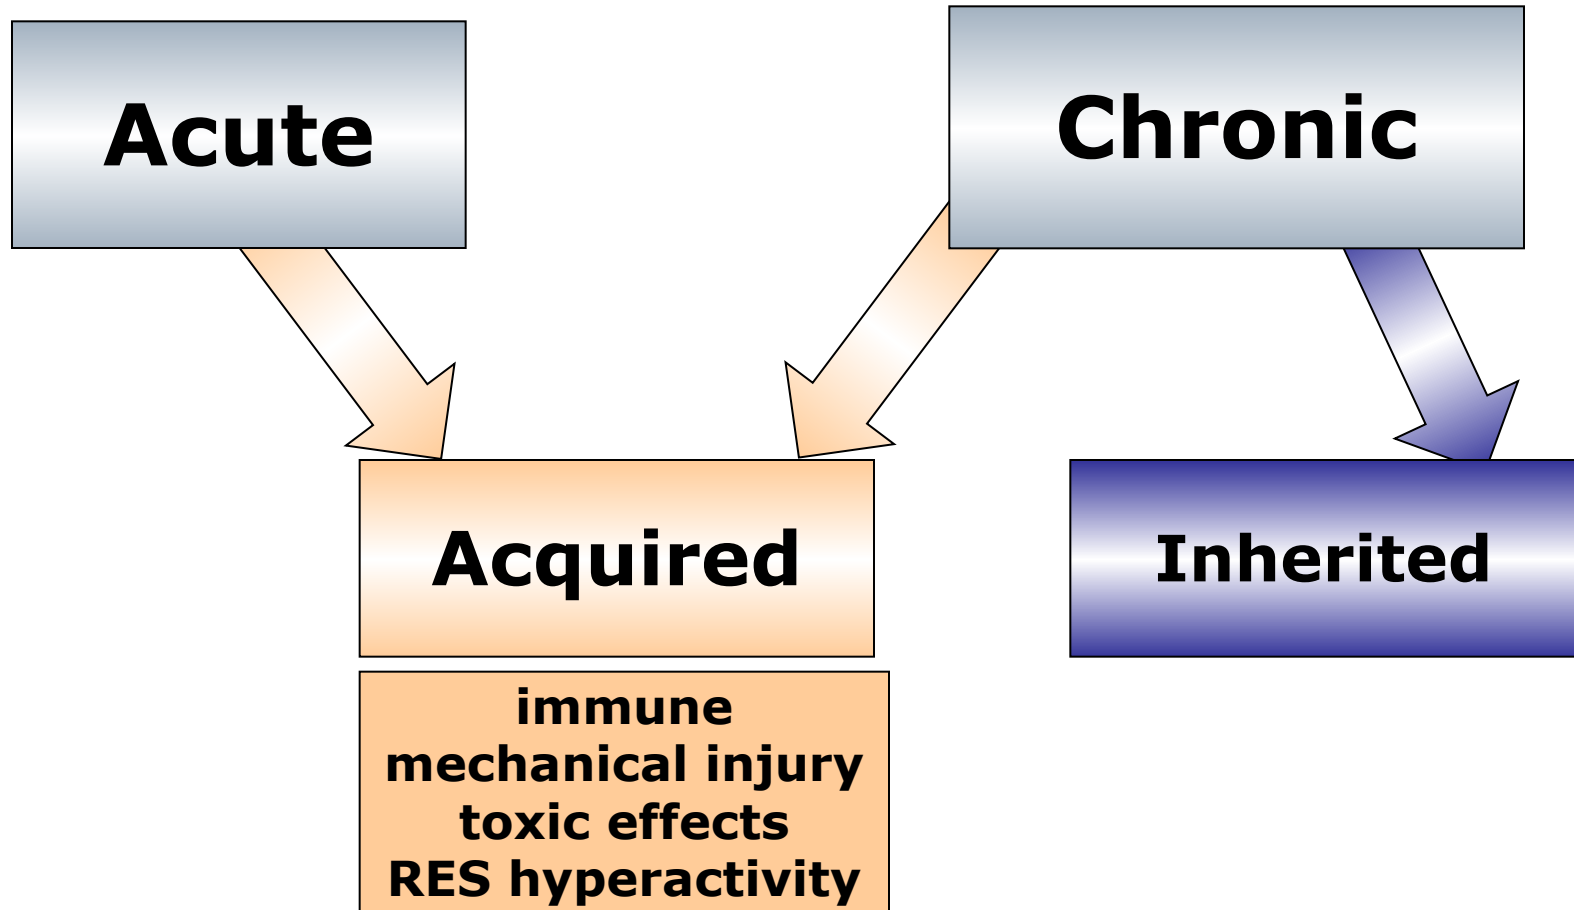 Acute
Chronic
Acquired
Inherited
immune
mechanical injury
toxic effects
RES hyperactivity